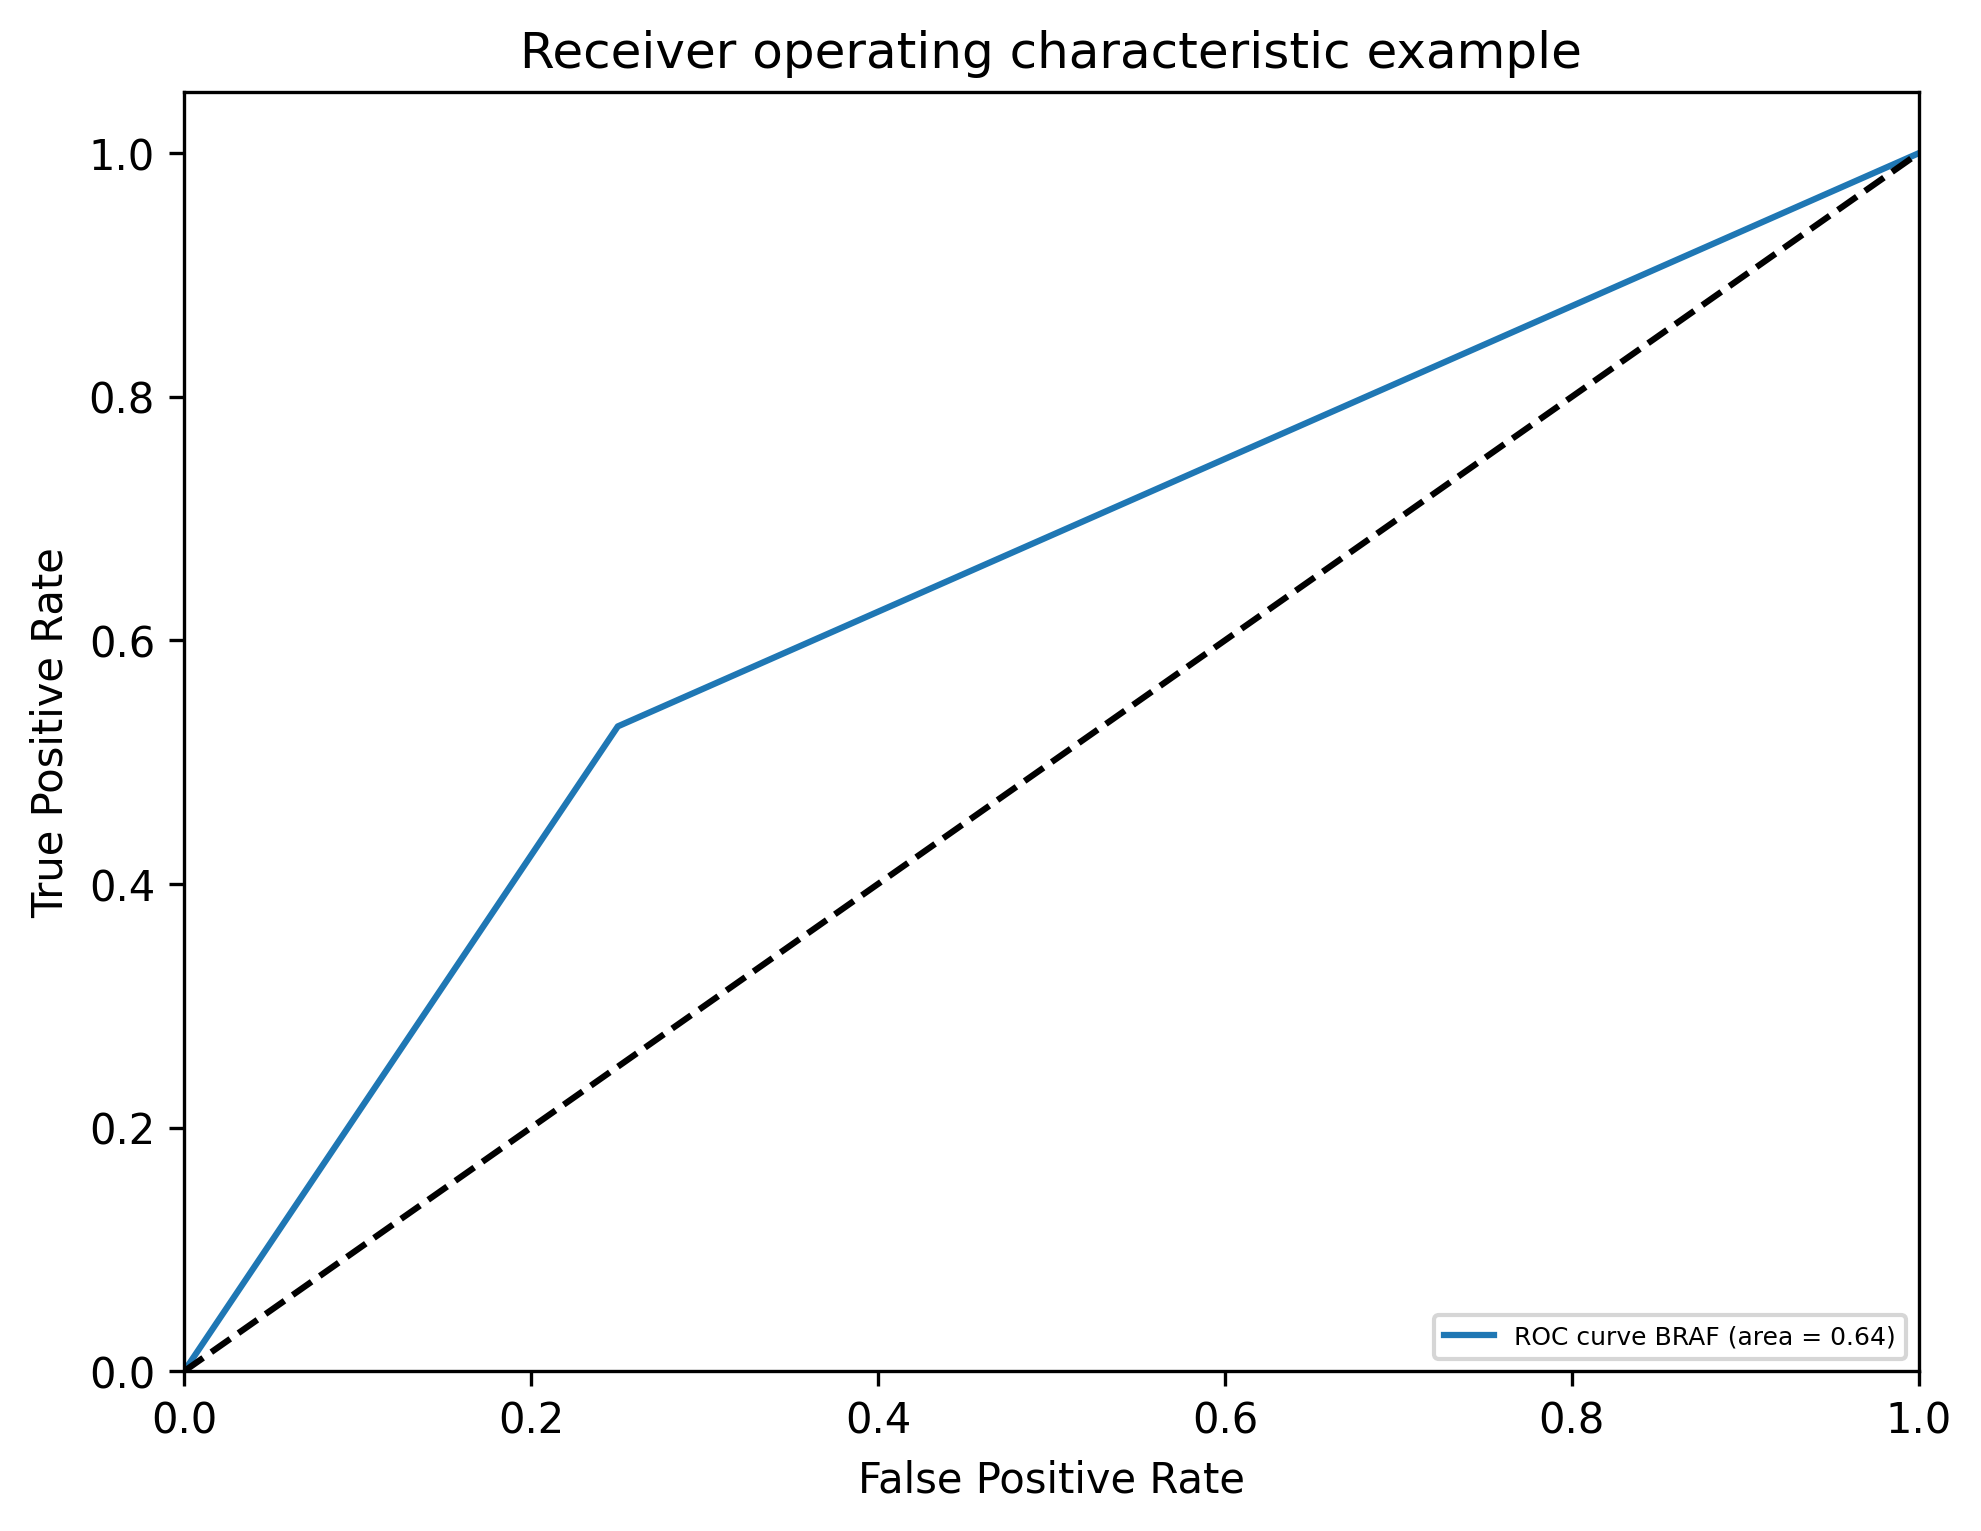 Receiver operating characteristic example
1.0
0.8
0.6
0.4
0.2
0.0
True Positive Rate
ROC curve BRAF (area = 0.64)
0.0 0.2 0.4 0.6 0.8 1.0
False Positive Rate